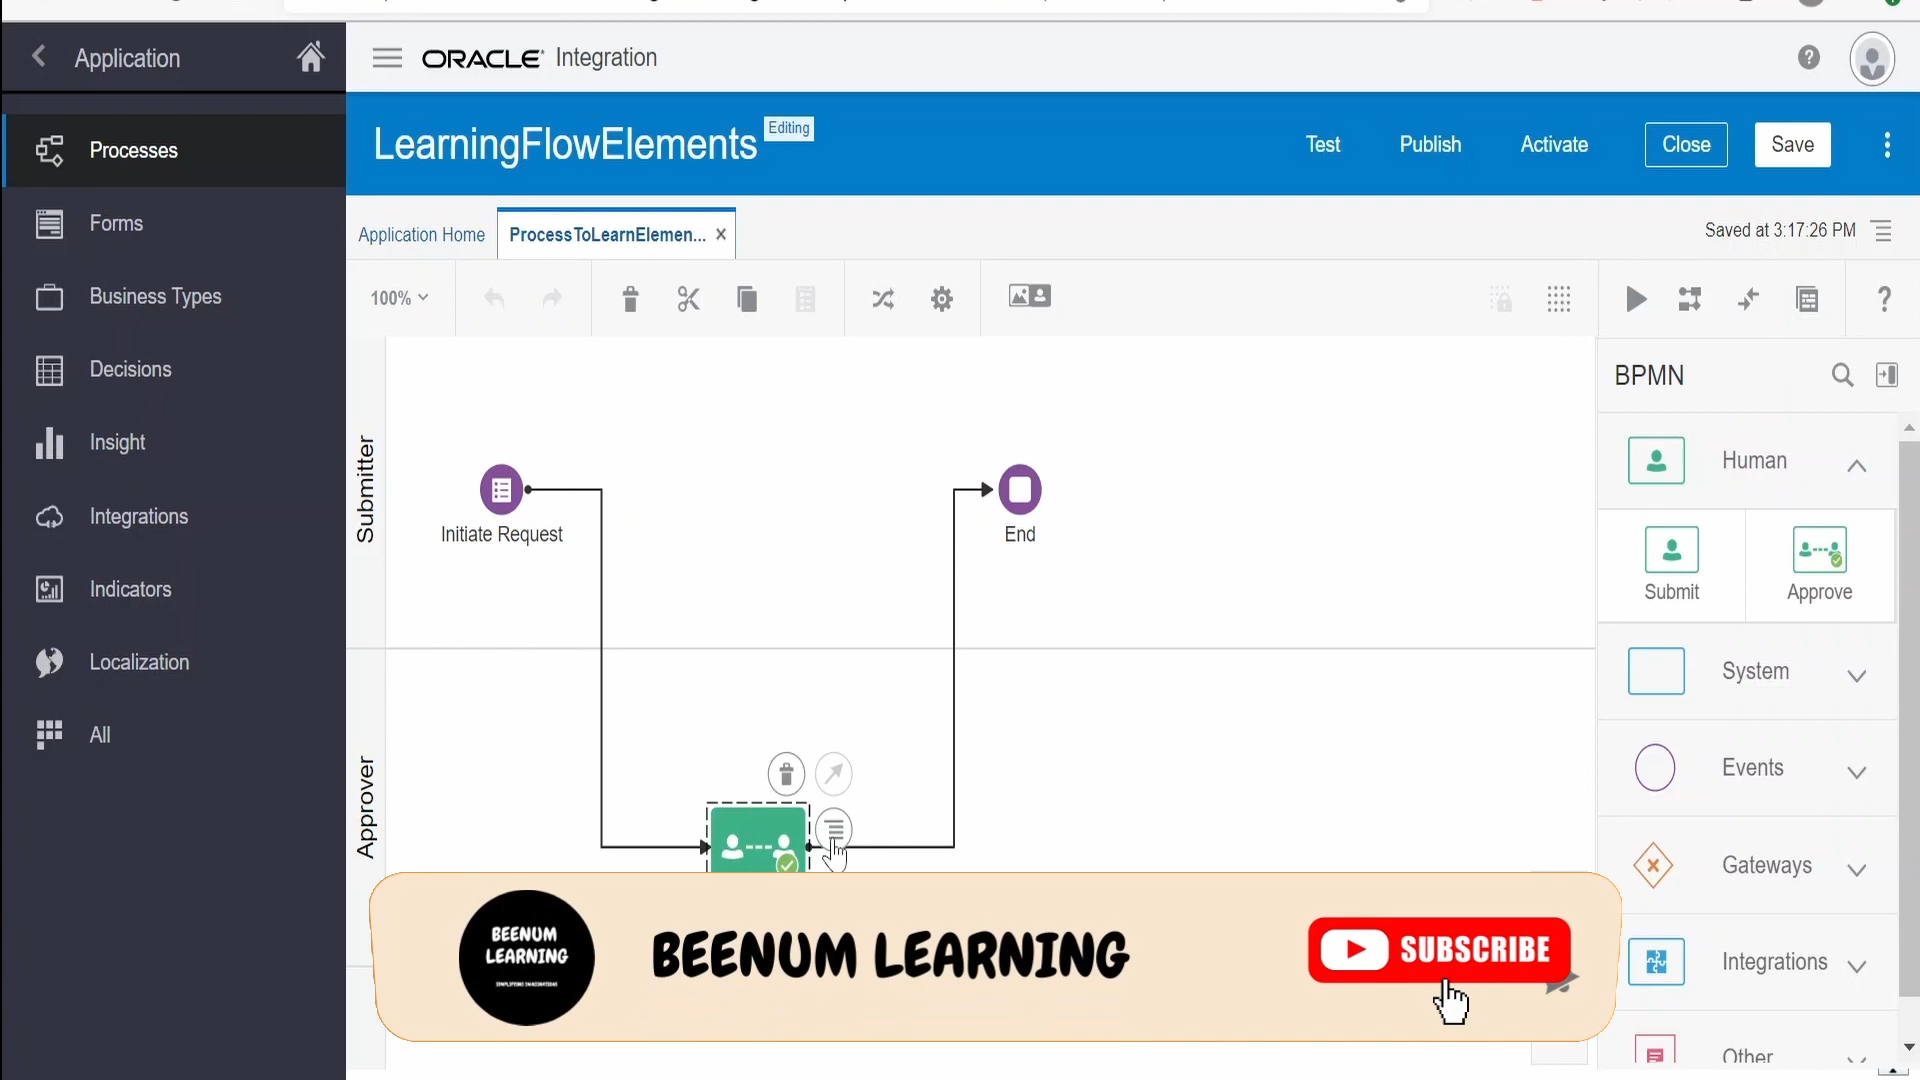 Application
ORACLE Integration
LearningFlowElements Editing
Test
Publish
Activate
Close
Save
Processes
Forms
Business Types
Decisions
Insight
Integrations
Indicators
Localization
All
Application Home
ProcessToLearnElemen... ×
Saved at 3:17:26 PM
100%
?
Submitter
Initiate Request
End
Approver
BPMN
Human
Submit
Approve
System
Events
Gateways
Integrations
Other
BEENUM
LEARNING
SIMPLIFYING IMAGINATIONS
BEENUM LEARNING
SUBSCRIBE